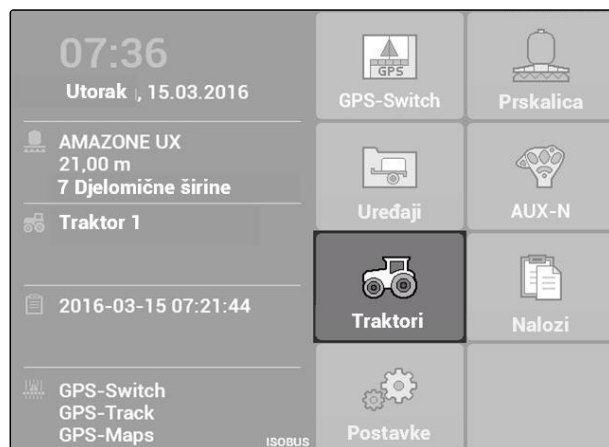 07:36
Utorak , 15.03.2016
AMAZONE UX
21,00 m
7 Djelomične širine
Traktor 1
2016-03-15 07:21:44
GPS-Switch
GPS-Track
GPS-Maps
ISOBUS
GPS
GPS-Switch
Prskalica
Uređaji
AUX-N
Traktori
Nalozi
Postavke